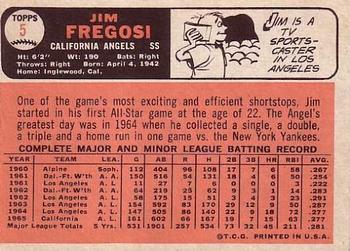 TOPPS
5
JIM
FREGOSI
CALIFORNIA ANGELS SS
Ht: 6'2" Wt: 190 Bats: Right
Throws: Right Born: April 4, 1942
Home: Inglewood, Cal.
JIM IS A
TV
SPORTS-
CASTER IN
LOS ANGELES
One of the game's most exciting and efficient shortstops, Jim
started in his first All-Star game at the age of 22. The Angel's
greatest day was in 1964 when he collected a single, a double,
a triple and a home run in one game vs. the New York Yankees.
COMPLETE MAJOR AND MINOR LEAGUE BATTING RECORD
YEAR TEAM LEA. G AB R H 2B 3B HR RBI AVG.
1960 Alpine Soph. 112 404 96 108 17 7 6 58 .267
1961 Dal.-Ft. W'th A. A. 150 516 54 131 18 4 6 50 .254
1961 Los Angeles A. L. 11 27 7 6 0 0 0 3 .222
1962 Dal.-Ft. W'th A. A. 64 219 22 62 9 1 1 14 .283
1962 Los Angeles A. L. 58 175 15 51 3 4 3 23 .291
1963 Los Angeles A. L. 154 592 83 170 29 12 9 50 .287
1964 Los Angeles A. L. 147 505 86 140 22 9 18 72 .277
1965 California A. L. 161 602 66 167 19 7 15 64 .277
Major League Totals 5 Yrs. 531 1901 257 534 73 32 45 212 .281
©T.C.G. PRINTED IN U.S.A.